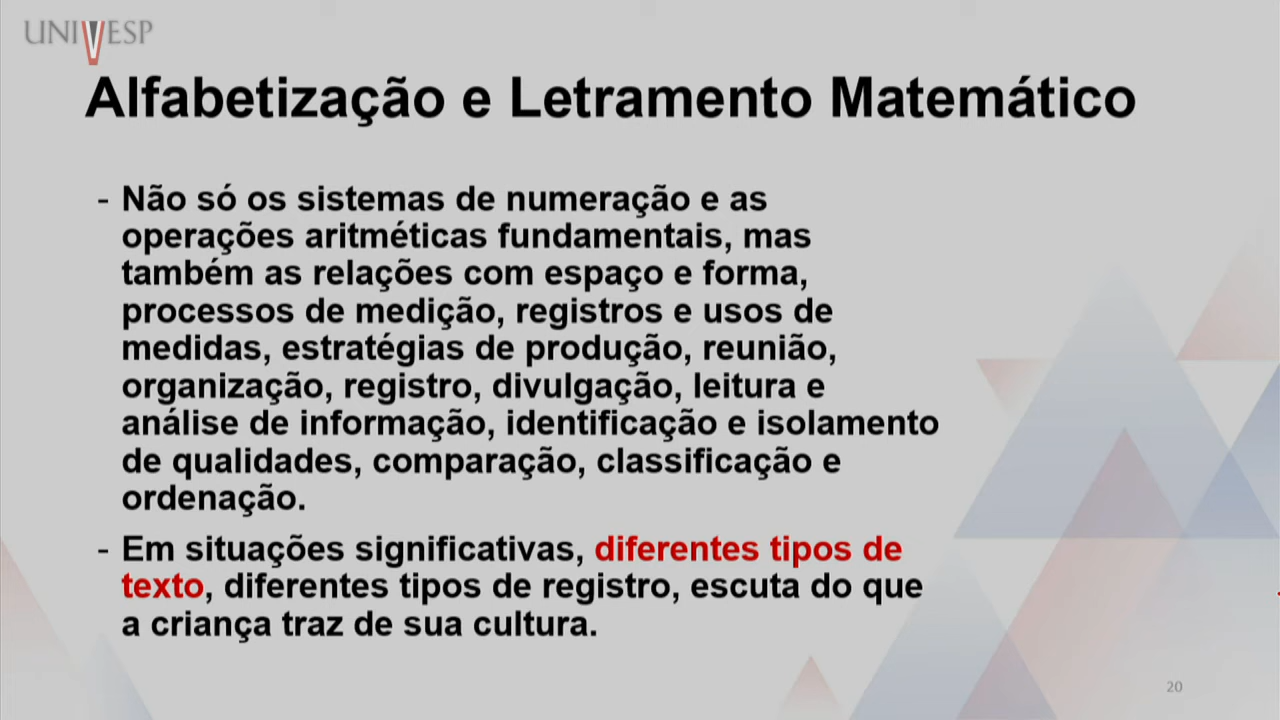 UNIVESP
Alfabetização e Letramento Matemático
- Não só os sistemas de numeração e as
operações aritméticas fundamentais, mas
também as relações com espaço e forma,
processos de medição, registros e usos de
medidas, estratégias de produção, reunião,
organização, registro, divulgação, leitura e
análise de informação, identificação e isolamento
de qualidades, comparação, classificação e
ordenação.
- Em situações significativas, diferentes tipos de
texto, diferentes tipos de registro, escuta do que
a criança traz de sua cultura.
20